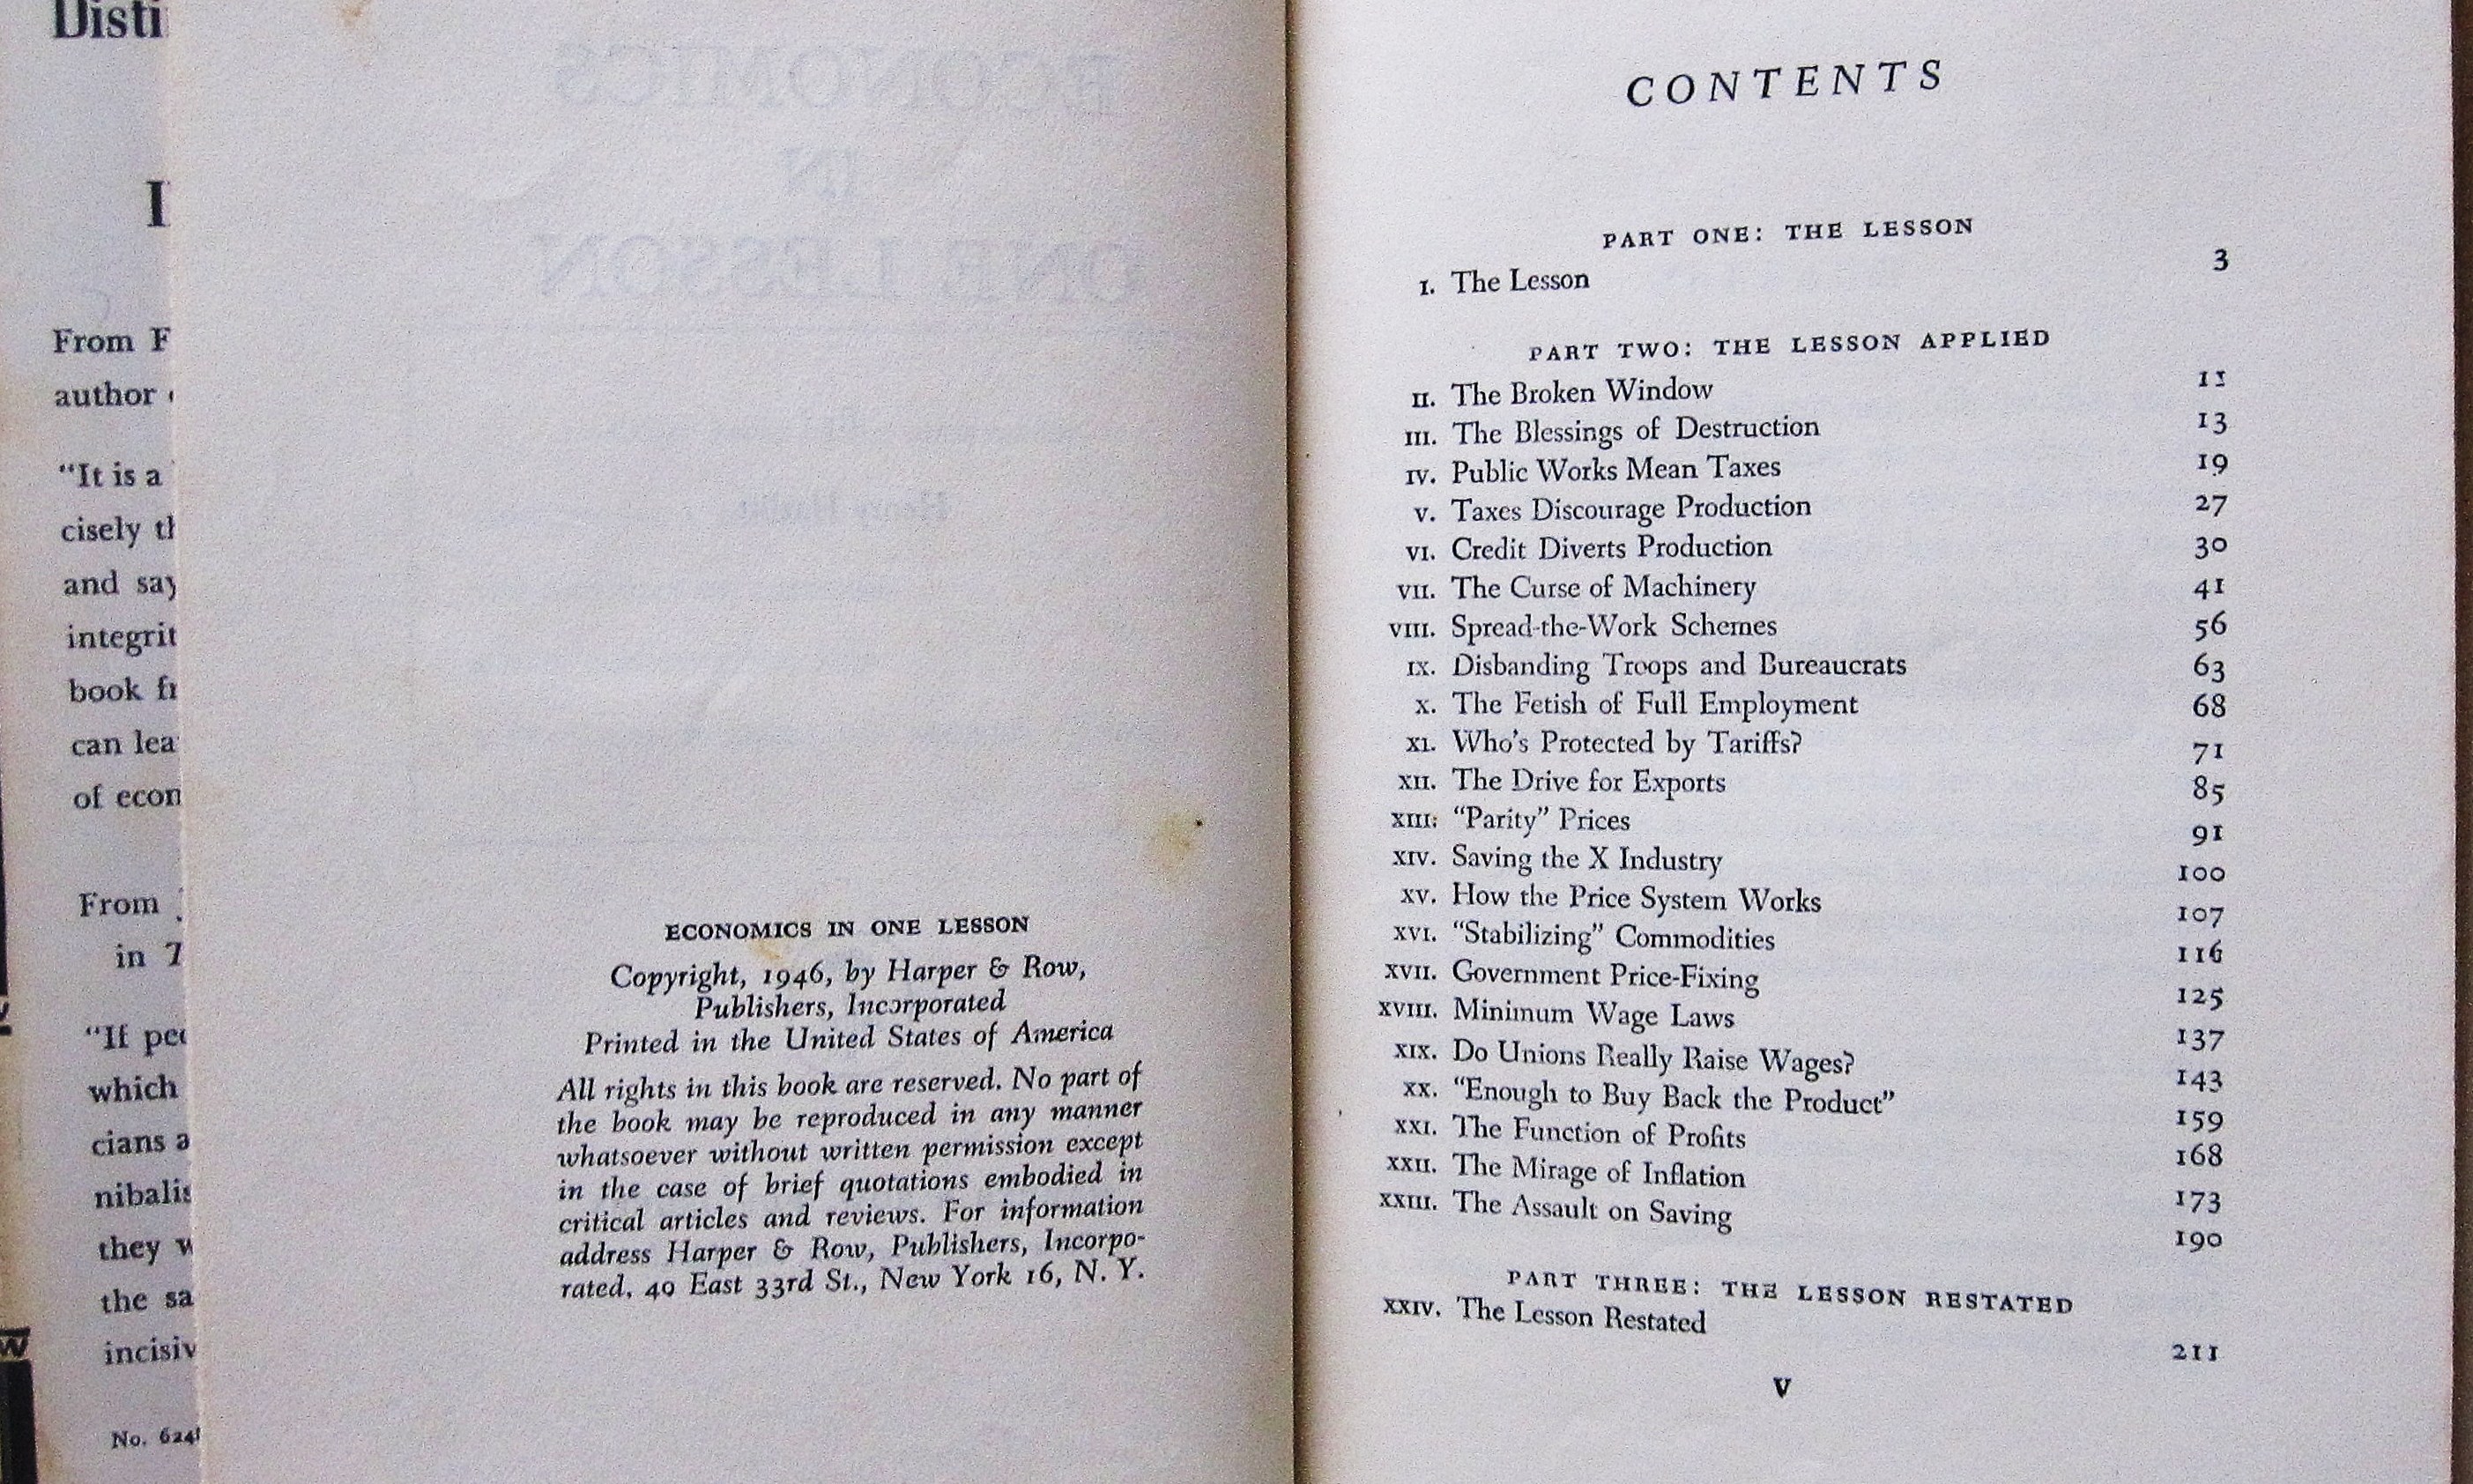 Disti
I
From F
author
"It is a
cisely th
and say
integrit
book fr
can lea
of econ
From
in T
"If peo
which
cians a
nibalis
they w
the sa
incisiv
No. 624
ECONOMICS
IN
ONE LESSON
Henry Hazlitt
ECONOMICS IN ONE LESSON
Copyright, 1946, by Harper & Row,
Publishers, Incorporated
Printed in the United States of America
All rights in this book are reserved. No part of
the book may be reproduced in any manner
whatsoever without written permission except
in the case of brief quotations embodied in
critical articles and reviews. For information
address Harper & Row, Publishers, Incorpo-
rated, 49 East 33rd St., New York 16, N. Y.
CONTENTS
PART ONE: THE LESSON
I. The Lesson 3
PART TWO: THE LESSON APPLIED
II. The Broken Window 11
III. The Blessings of Destruction 13
IV. Public Works Mean Taxes 19
V. Taxes Discourage Production 27
VI. Credit Diverts Production 30
VII. The Curse of Machinery 41
VIII. Spread-the-Work Schemes 56
IX. Disbanding Troops and Bureaucrats 63
X. The Fetish of Full Employment 68
XI. Who's Protected by Tariffs? 71
XII. The Drive for Exports 85
XIII. "Parity" Prices 91
XIV. Saving the X Industry 100
XV. How the Price System Works 107
XVI. "Stabilizing" Commodities 116
XVII. Government Price-Fixing 125
XVIII. Minimum Wage Laws 137
XIX. Do Unions Really Raise Wages? 143
XX. "Enough to Buy Back the Product" 159
XXI. The Function of Profits 168
XXII. The Mirage of Inflation 173
XXIII. The Assault on Saving 190
PART THREE: THE LESSON RESTATED
XXIV. The Lesson Restated 211
V